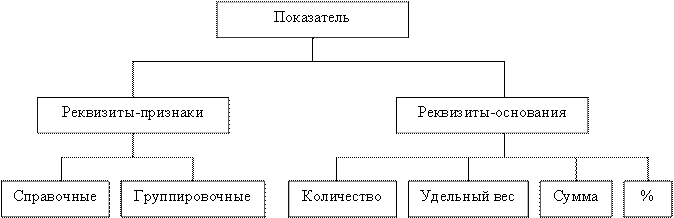 Показатель
Реквизиты-признаки
Реквизиты-основания
Справочные
Группировочные
Количество
Удельный вес
Сумма
%